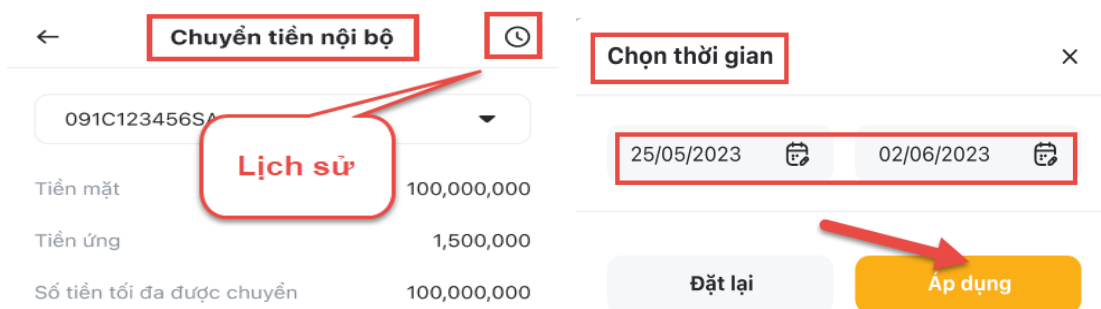 Chuyển tiền nội bộ
091C123456SA
Lịch sử
Tiền mặt 100,000,000
Tiền ứng 1,500,000
Số tiền tối đa được chuyển 100,000,000
Chọn thời gian
25/05/2023 02/06/2023
Đặt lại Áp dụng